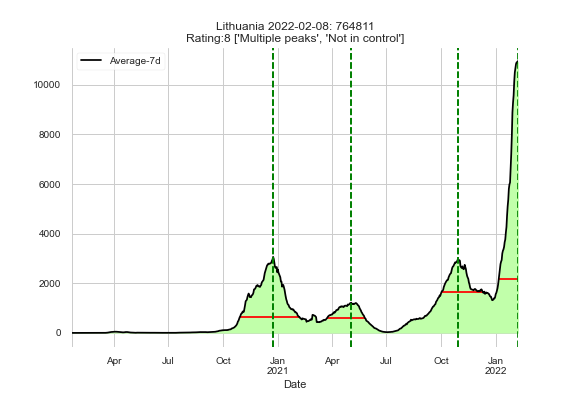 Lithuania 2022-02-08: 764811
Rating:8 ['Multiple peaks', 'Not in control']
Average-7d
10000
8000
6000
4000
2000
0
Apr Jul Oct Jan Apr Jul Oct Jan
2021 2022
Date